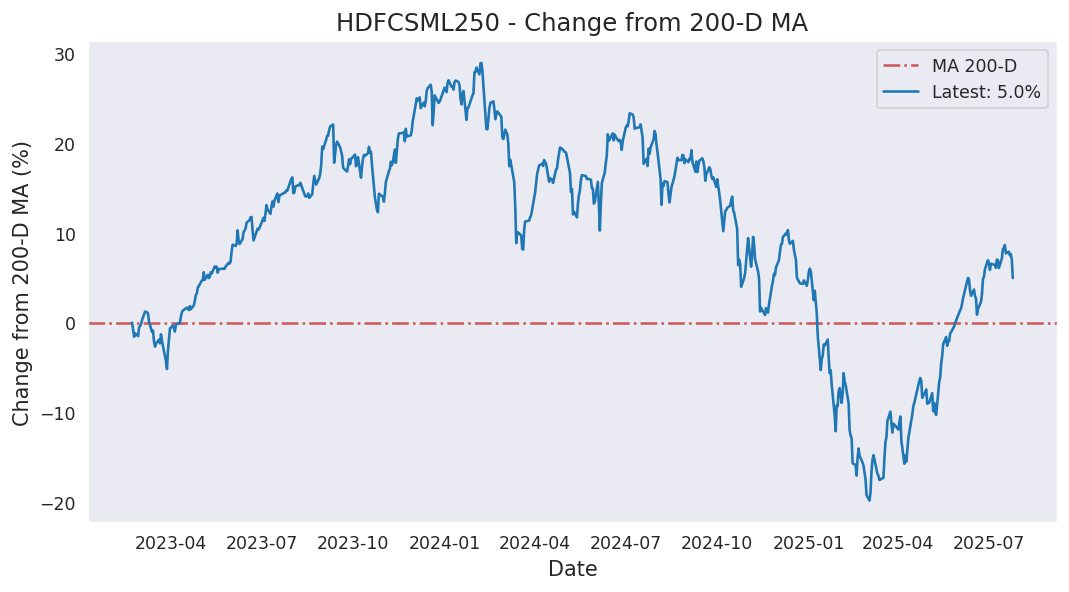 HDFCSML250 - Change from 200-D MA
MA 200-D
Latest: 5.0%
Change from 200-D MA (%)
30
20
10
0
−10
−20
2023-04 2023-07 2023-10 2024-01 2024-04 2024-07 2024-10 2025-01 2025-04 2025-07
Date